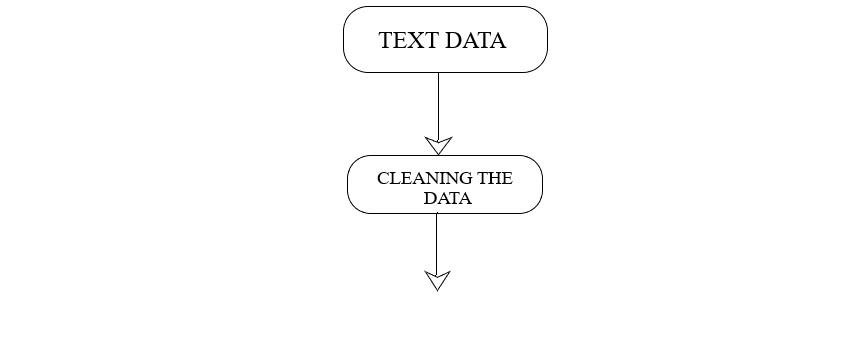 TEXT DATA
CLEANING THE
DATA